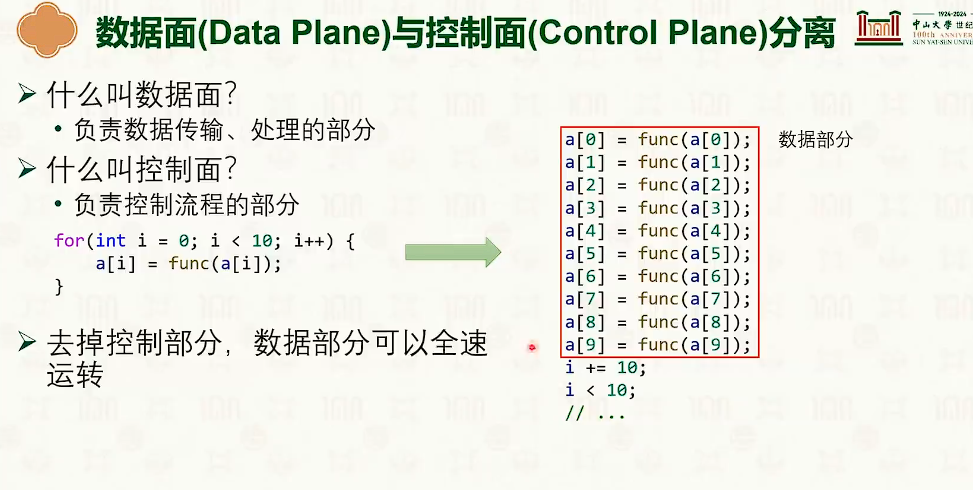 数据面(Data Plane)与控制面(Control Plane)分离
1924-2024
中山大學 世纪
100th ANNIVER
SUN YAT-SEN UNIVE
➢ 什么叫数据面?
• 负责数据传输、处理的部分
➢ 什么叫控制面?
• 负责控制流程的部分
for(int i = 0; i < 10; i++) {
    a[i] = func(a[i]);
}
➢ 去掉控制部分,数据部分可以全速
运转
a[0] = func(a[0]);
数据部分
a[1] = func(a[1]);
a[2] = func(a[2]);
a[3] = func(a[3]);
a[4] = func(a[4]);
a[5] = func(a[5]);
a[6] = func(a[6]);
a[7] = func(a[7]);
a[8] = func(a[8]);
a[9] = func(a[9]);
i += 10;
i < 10;
// ...